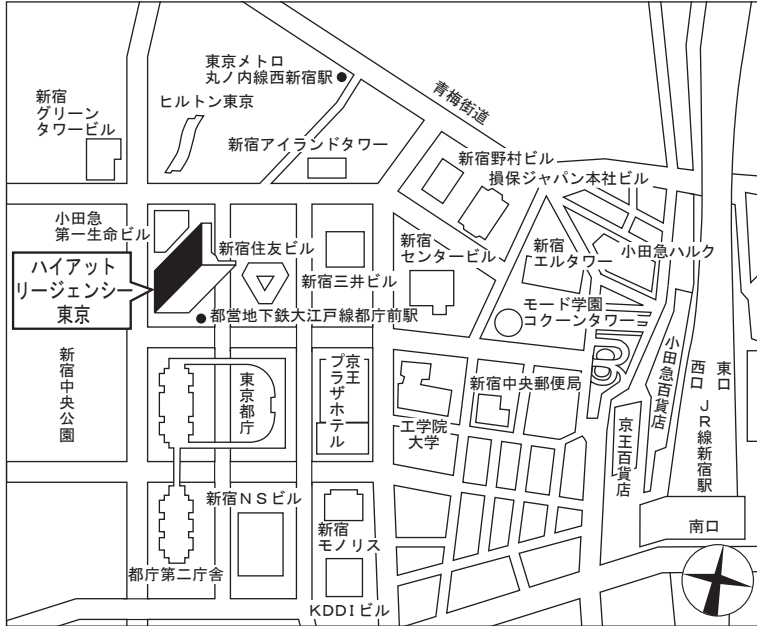 東京メトロ
丸ノ内線西新宿駅
青梅街道
新宿
グリーン
タワービル
ヒルトン東京
新宿アイランドタワー
新宿野村ビル
損保ジャパン本社ビル
小田急
第一生命ビル
新宿住友ビル
新宿三井ビル
新宿
センタービル
新宿
エルタワー
小田急ハルク
ハイアット
リージェンシー
東京
都営地下鉄大江戸線都庁前駅
モード学園
コクーンタワー
新宿中央公園
東京都庁
京王
プラザホテル
工学院
大学
新宿中央郵便局
小田急百貨店
京王百貨店
西口
東口
JR線新宿駅
南口
新宿NSビル
新宿
モノリス
都庁第二庁舎
KDDIビル